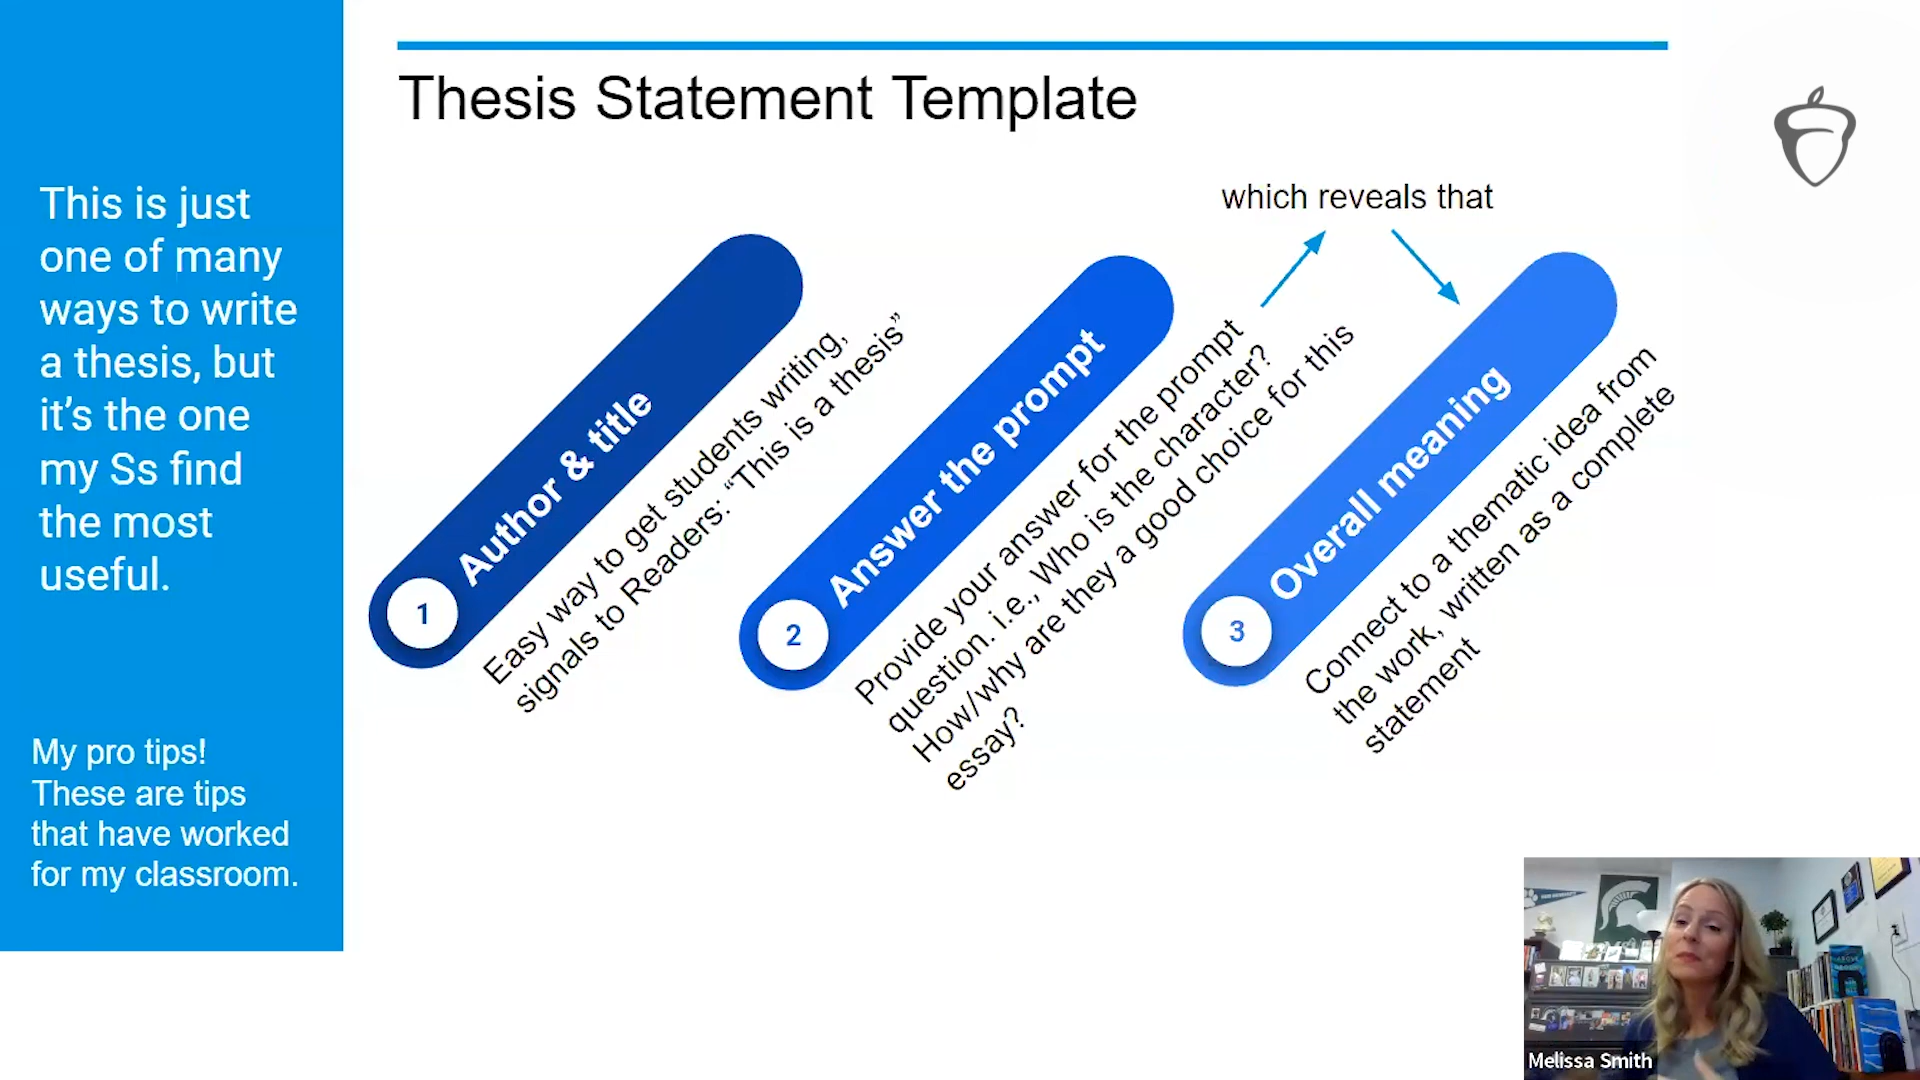 Thesis Statement Template
This is just
one of many
ways to write
a thesis, but
it’s the one
my Ss find
the most
useful.
My pro tips!
These are tips
that have worked
for my classroom.
1
Author & title
Easy way to get students writing,
signals to Readers: “This is a thesis”
2
Answer the prompt
Provide your answer for the prompt
question. i.e., Who is the character?
How/why are they a good choice for this
essay?
which reveals that
3
Overall meaning
Connect to a thematic idea from
the work, written as a complete
statement
Melissa Smith